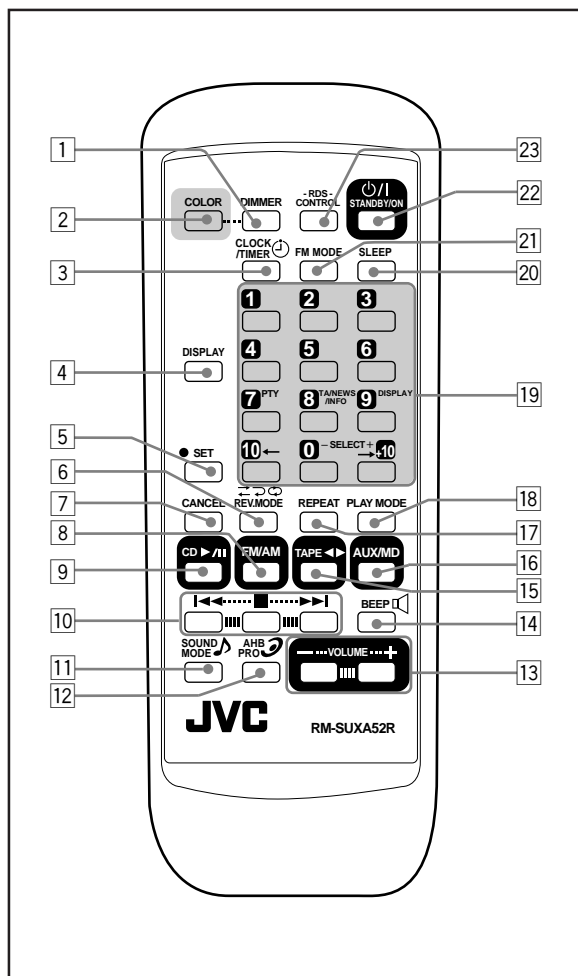 1
23
-RDS-
COLOR DIMMER CONTROL STANDBY/ON
2
22
CLOCK
/TIMER FM MODE SLEEP
3
21
20
1 2 3
DISPLAY 4 5 6
4
19
7 PTY 8 TA/NEWS
/INFO 9 DISPLAY
5
SET 10 0 – SELECT + +10
6
CANCEL REV.MODE REPEAT PLAY MODE
7
18
8
17
CD FM/AM TAPE AUX/MD
9
16
15
10
BEEP
14
SOUND
MODE AHB
PRO – VOLUME +
11
12
13
JVC RM-SUXA52R